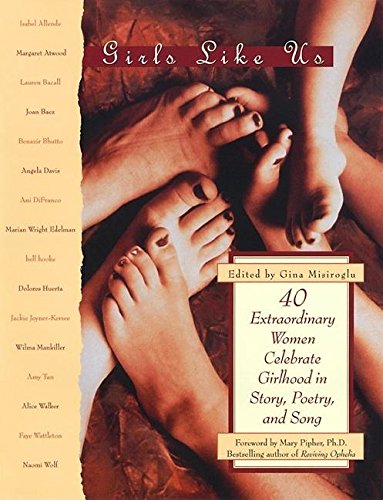 Girls Like Us
Isabel Allende
Margaret Atwood
Lauren Bacall
Joan Baez
Benazir Bhutto
Angela Davis
Ani DiFranco
Marian Wright Edelman
bell hooks
Dolores Huerta
Jackie Joyner-Kersee
Wilma Mankiller
Amy Tan
Alice Walker
Faye Wattleton
Naomi Wolf
Edited by Gina Misiroglu
40
Extraordinary
Women
Celebrate
Girlhood in
Story, Poetry,
and Song
Foreword by Mary Pipher, Ph.D.
Bestselling author of Reviving Ophelia